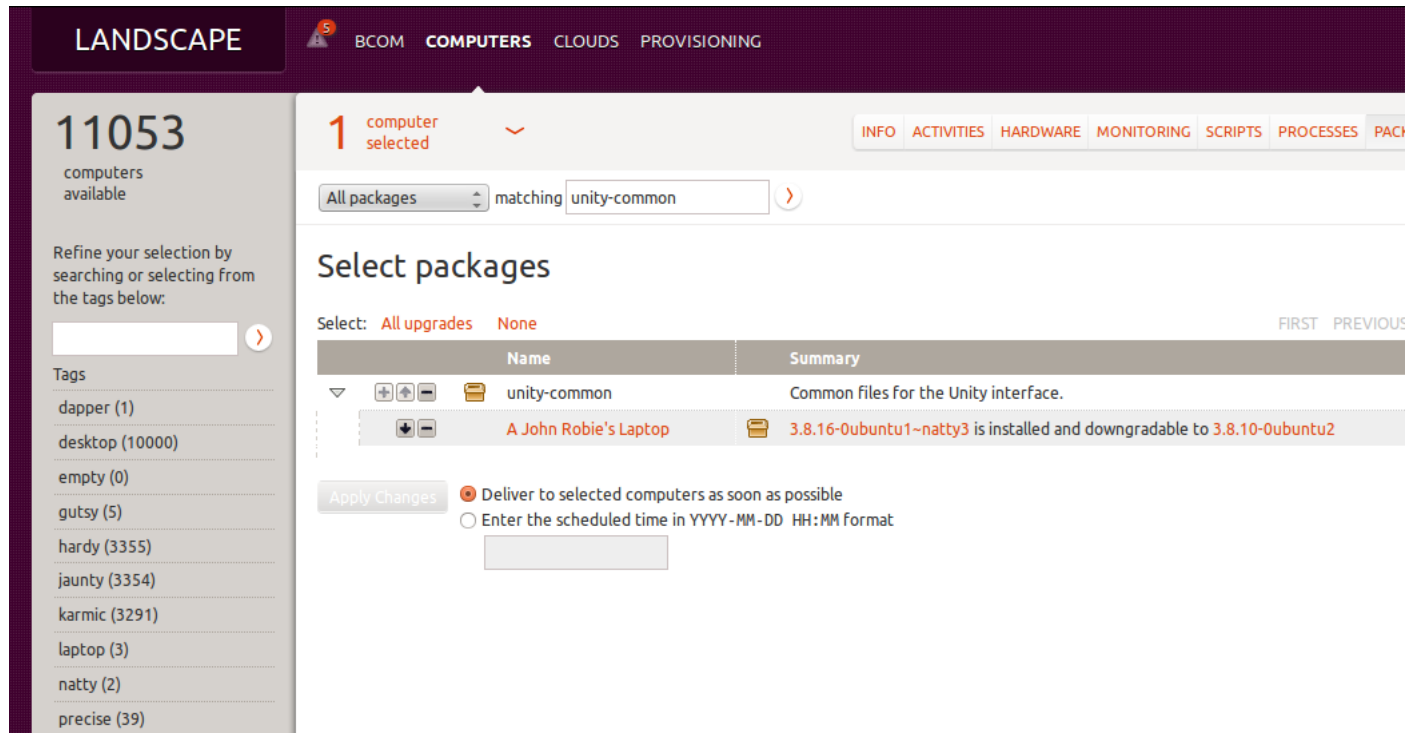 LANDSCAPE
5
BCOM COMPUTERS CLOUDS PROVISIONING
11053
computers
available
Refine your selection by
searching or selecting from
the tags below:
Tags
dapper (1)
desktop (10000)
empty (0)
gutsy (5)
hardy (3355)
jaunty (3354)
karmic (3291)
laptop (3)
natty (2)
precise (39)
1 computer
selected
INFO ACTIVITIES HARDWARE MONITORING SCRIPTS PROCESSES PACK
All packages matching unity-common
Select packages
Select: All upgrades None
FIRST PREVIOUS
Name Summary
unity-common Common files for the Unity interface.
A John Robie's Laptop 3.8.16-0ubuntu1~natty3 is installed and downgradable to 3.8.10-0ubuntu2
Apply Changes
Deliver to selected computers as soon as possible
Enter the scheduled time in YYYY-MM-DD HH:MM format